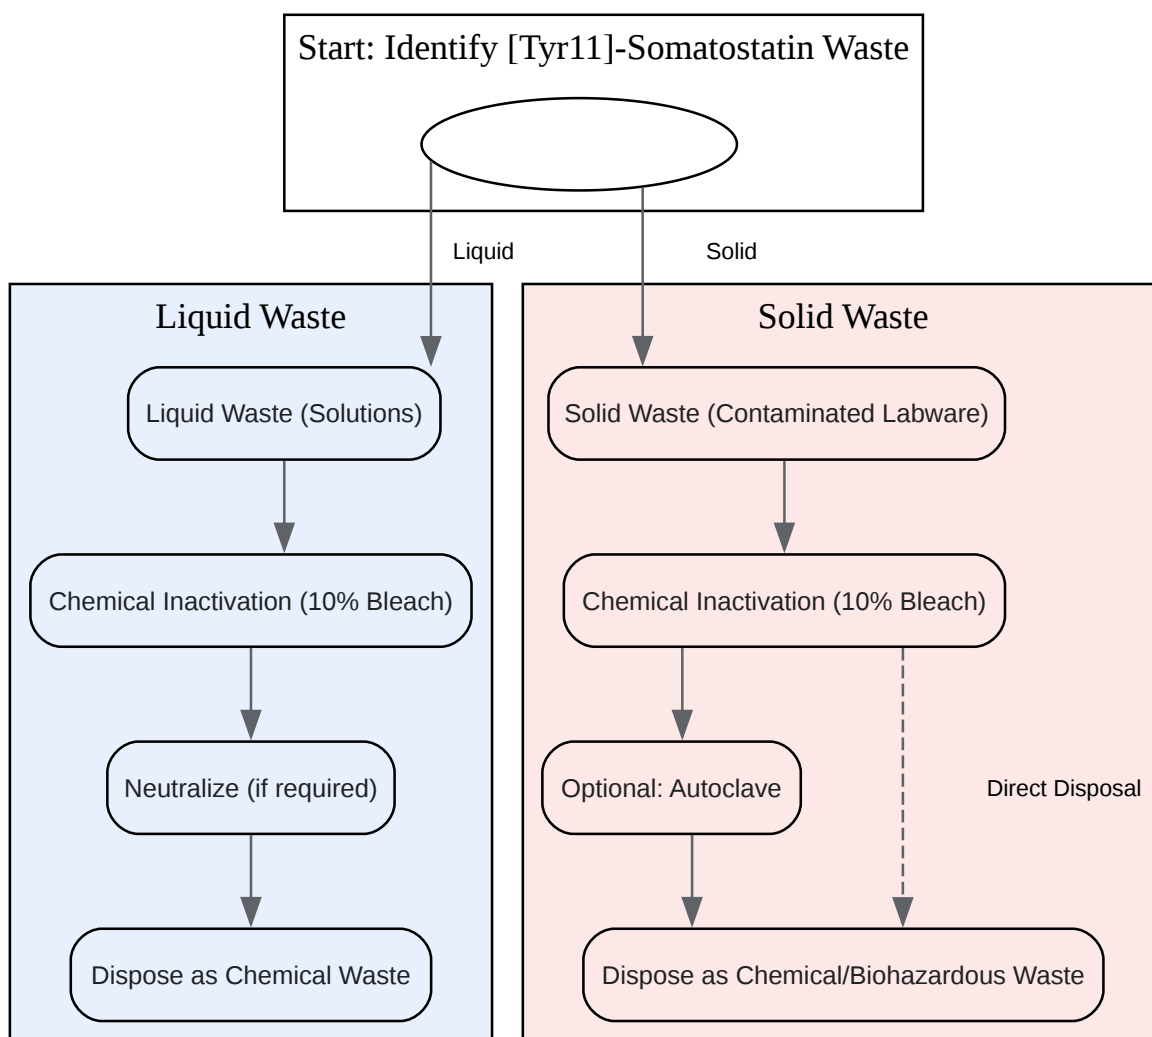 Start: Identify [Tyr11]-Somatostatin Waste
Liquid
Solid
Liquid Waste
Liquid Waste (Solutions)
Chemical Inactivation (10% Bleach)
Neutralize (if required)
Dispose as Chemical Waste
Solid Waste
Solid Waste (Contaminated Labware)
Chemical Inactivation (10% Bleach)
Optional: Autoclave
Direct Disposal
Dispose as Chemical/Biohazardous Waste